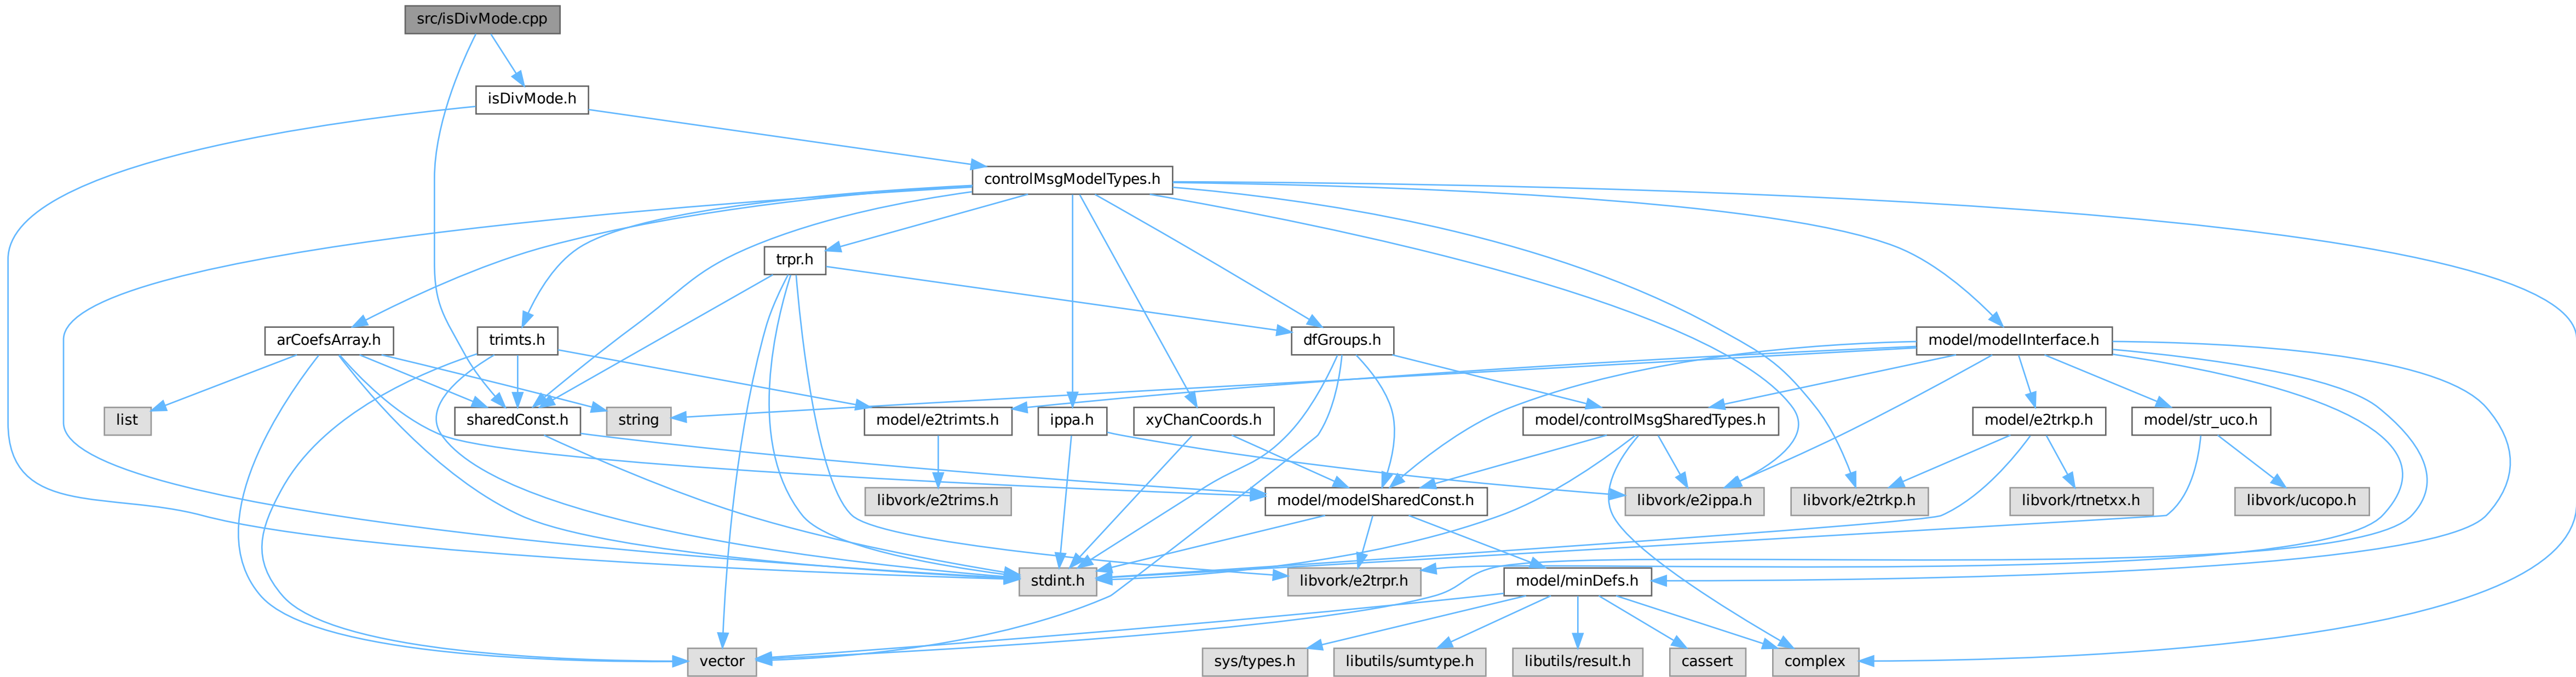 src/isDivMode.cpp
isDivMode.h
controlMsgModelTypes.h
trpr.h
arCoefsArray.h
trimts.h
dfGroups.h
model/modelInterface.h
list
sharedConst.h
string
model/e2trimts.h
ippa.h
xyChanCoords.h
model/controlMsgSharedTypes.h
model/e2trkp.h
model/str_uco.h
libvork/e2trims.h
model/modelSharedConst.h
libvork/e2ippa.h
libvork/e2trkp.h
libvork/rtnetxx.h
libvork/ucopo.h
stdint.h
libvork/e2trpr.h
model/minDefs.h
vector
sys/types.h
libutils/sumtype.h
libutils/result.h
cassert
complex